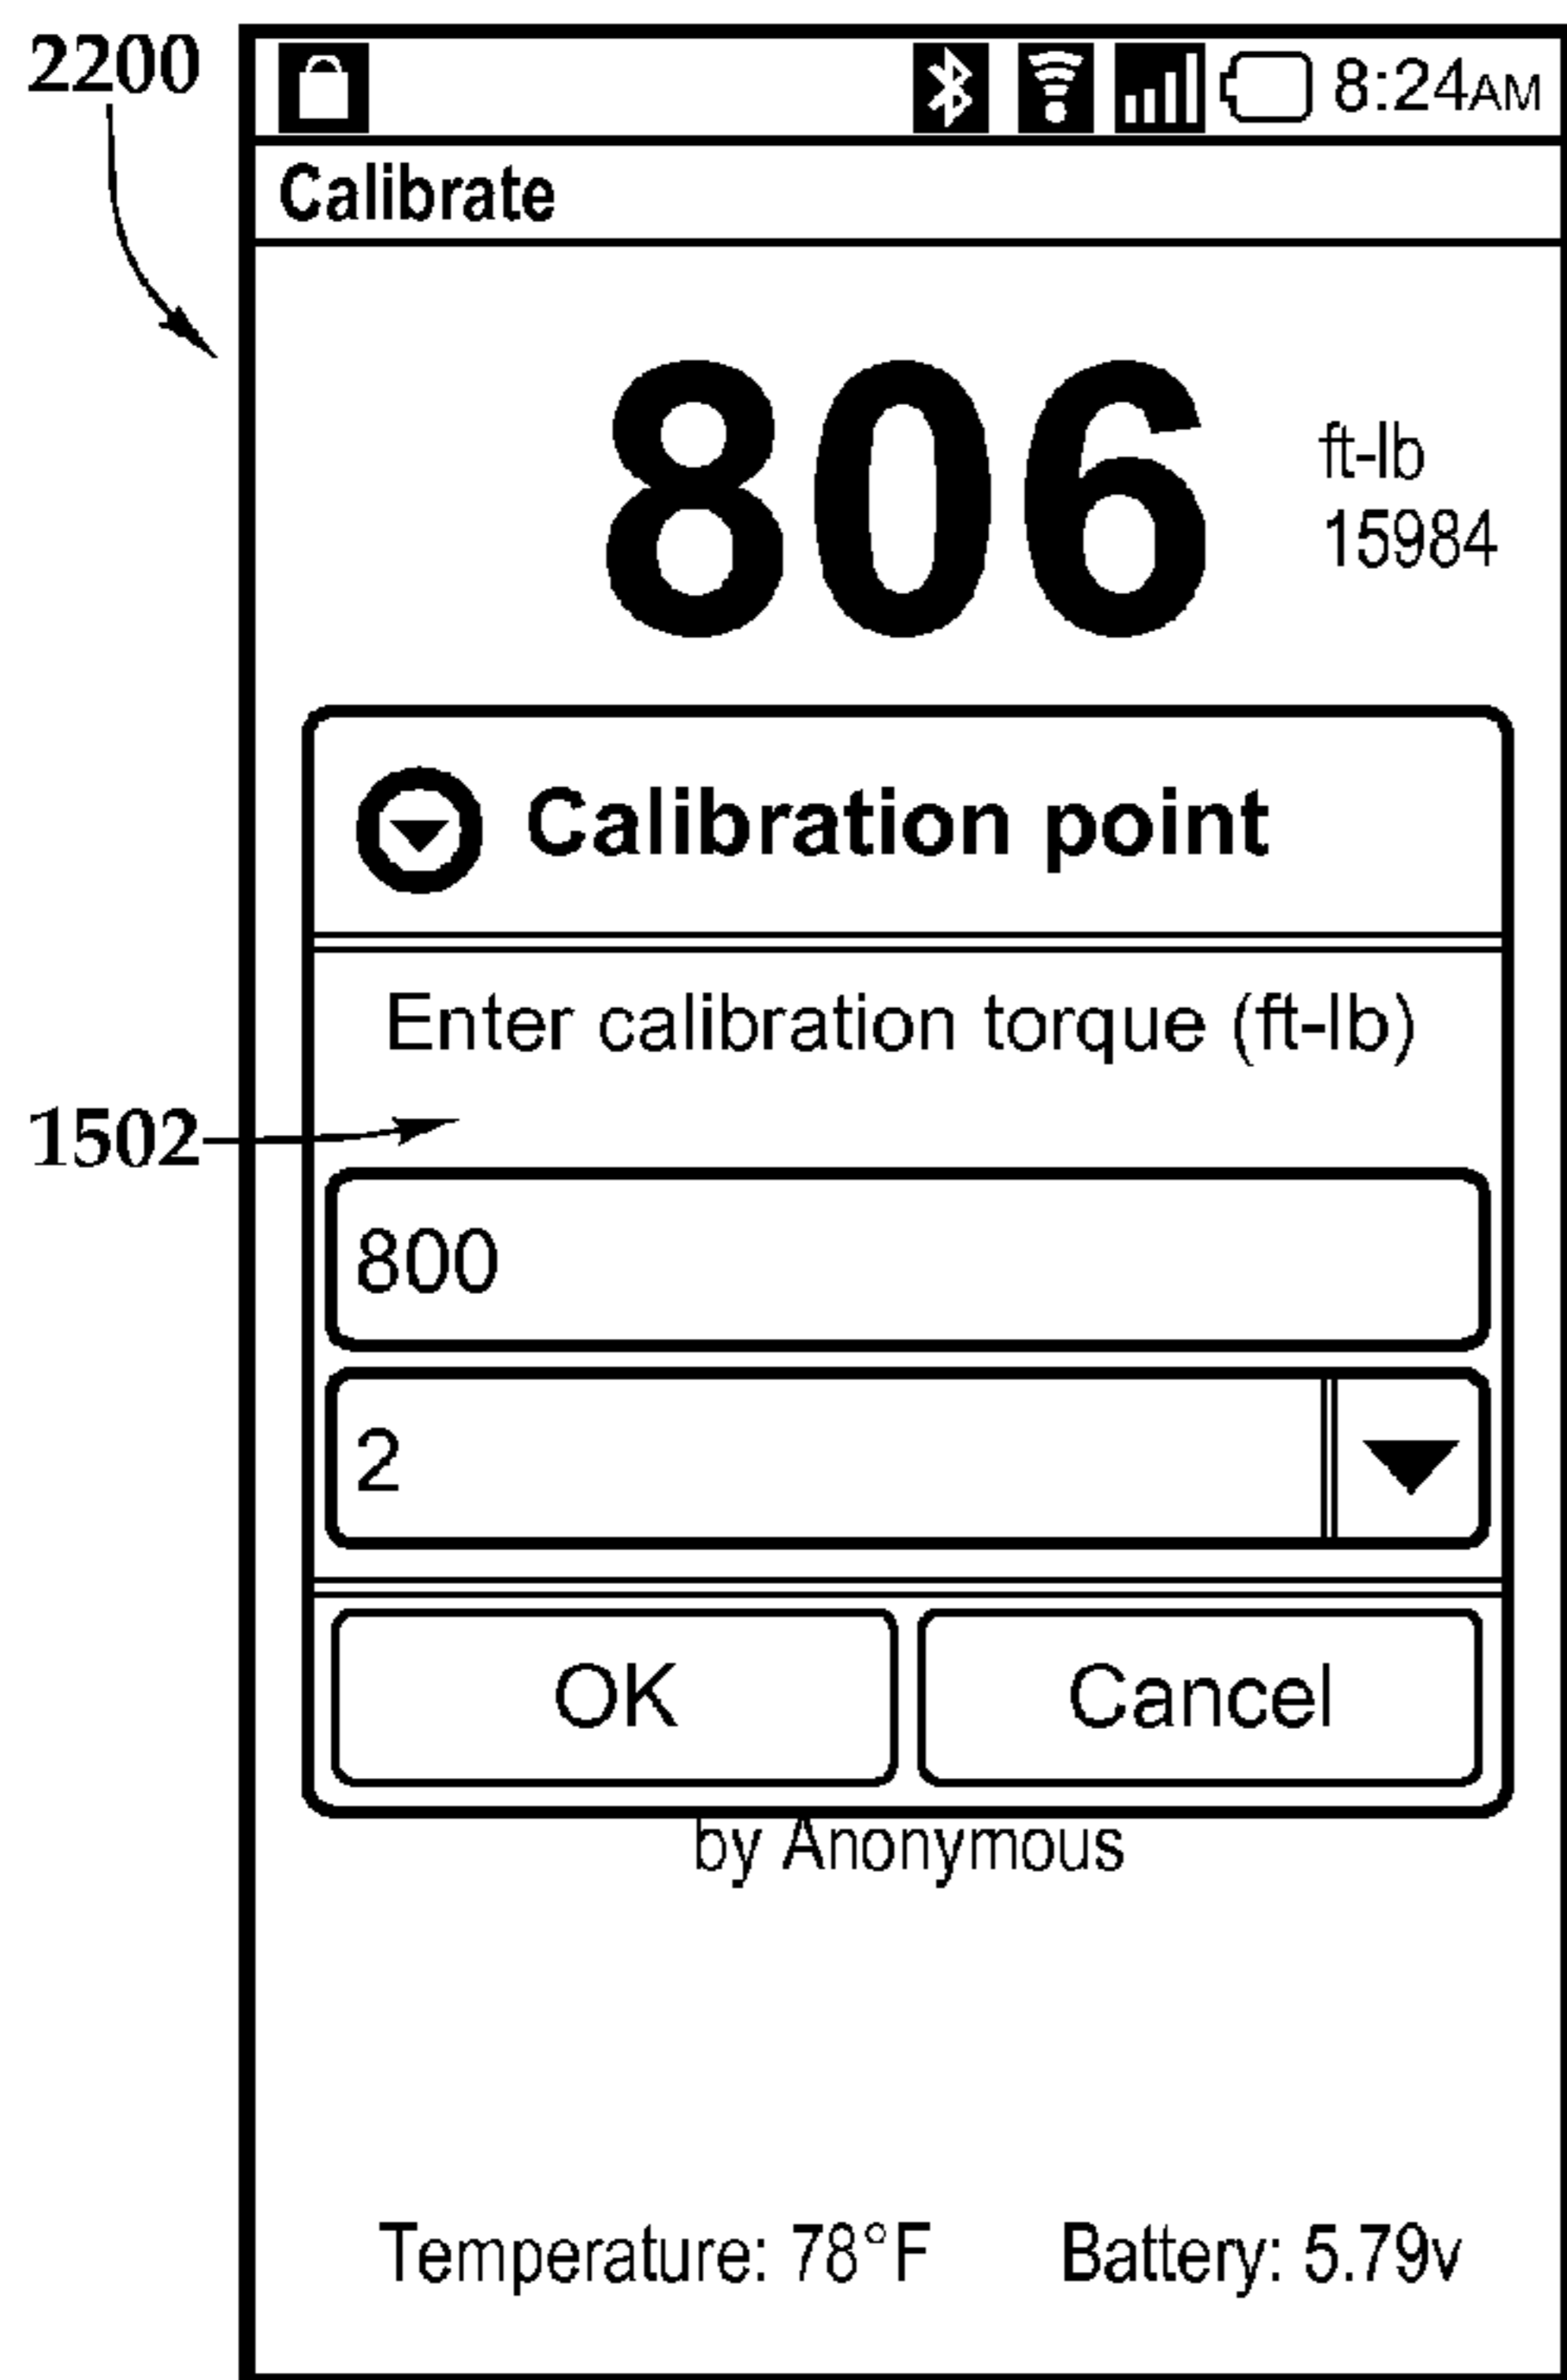 2200
8:24AM
Calibrate
806
ft-lb
15984
Calibration point
Enter calibration torque (ft-lb)
1502
800
2
OK Cancel
by Anonymous
Temperature: 78°F Battery: 5.79v